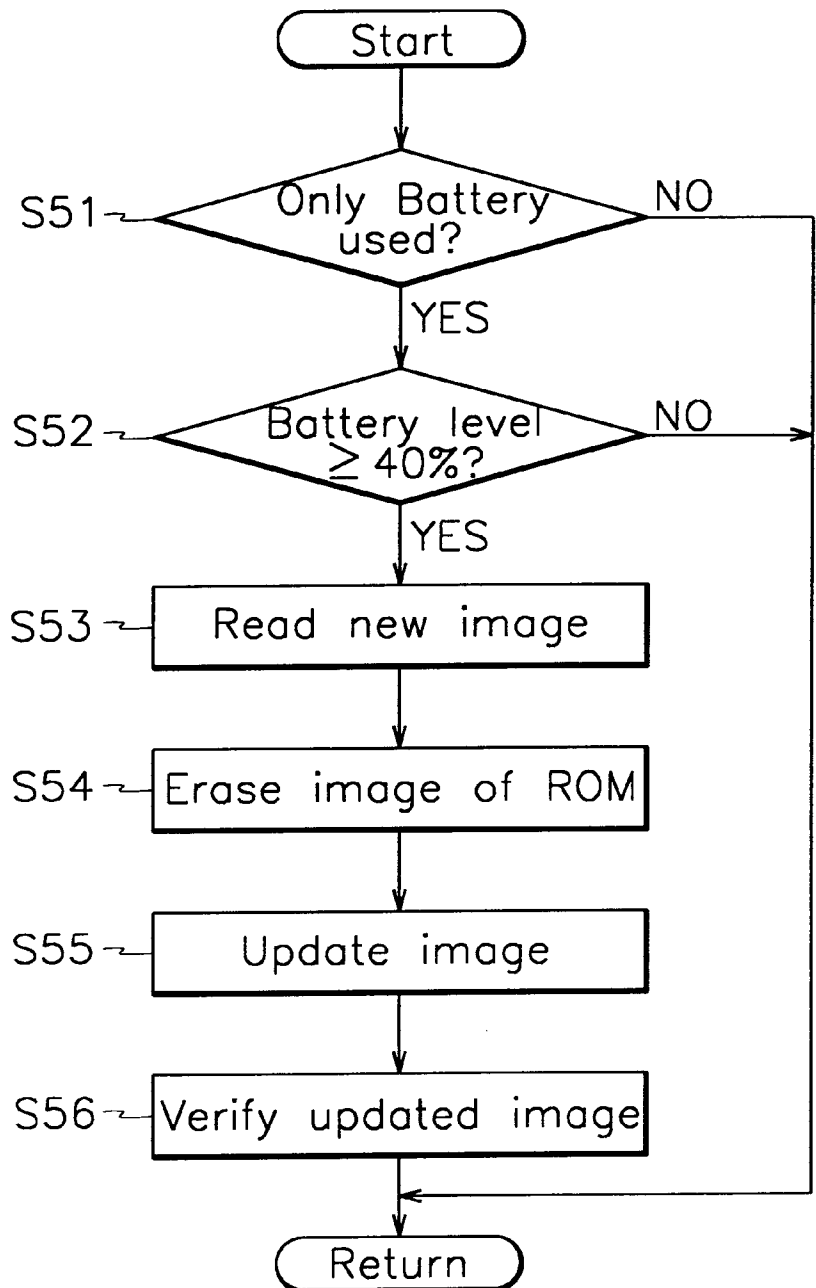 Start
S51
Only Battery
used?
NO
YES
S52
Battery level
≥ 40%?
NO
YES
S53
Read new image
S54
Erase image of ROM
S55
Update image
S56
Verify updated image
Return